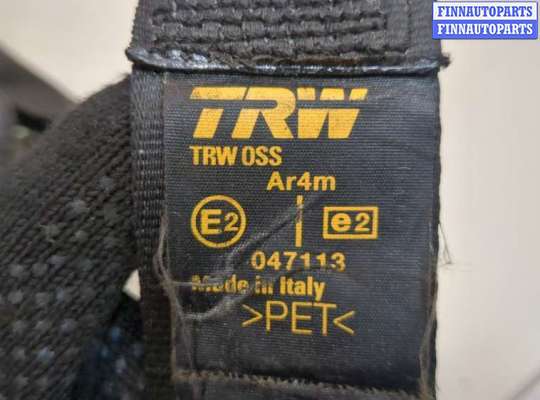 FINNAUTOPARTS
FINNAUTOPARTS
TRW
TRW OSS
Ar4m
E2 e2
047113
Made in Italy
>PET<